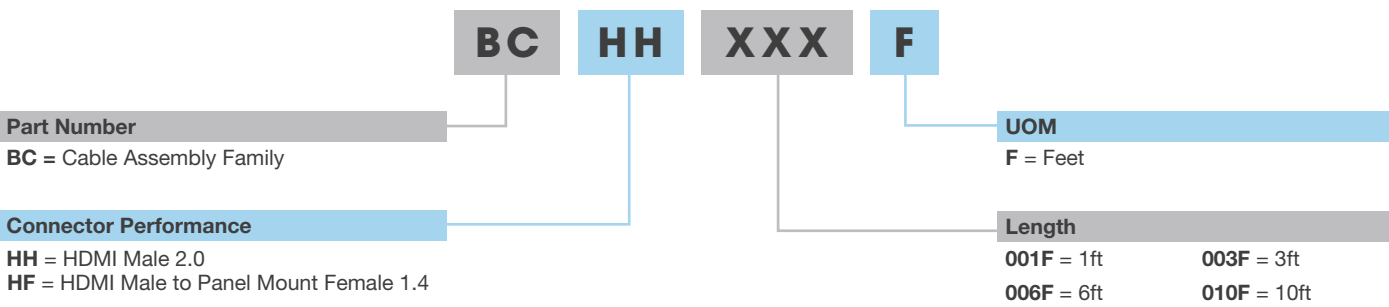 BC HH XXX F
Part Number
BC = Cable Assembly Family
Connector Performance
HH = HDMI Male 2.0
HF = HDMI Male to Panel Mount Female 1.4
UOM
F = Feet
Length
001F = 1ft 003F = 3ft
006F = 6ft 010F = 10ft